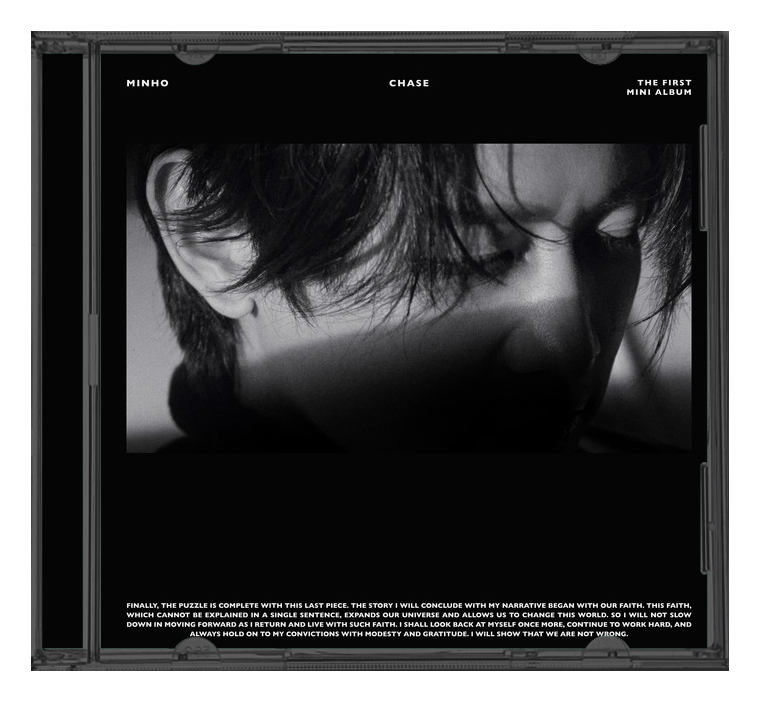 MINHO
CHASE
THE FIRST
MINI ALBUM
FINALLY, THE PUZZLE IS COMPLETE WITH THIS LAST PIECE. THE STORY I WILL CONCLUDE WITH MY NARRATIVE BEGAN WITH OUR FAITH. THIS FAITH,
WHICH CANNOT BE EXPLAINED IN A SINGLE SENTENCE, EXPANDS OUR UNIVERSE AND ALLOWS US TO CHANGE THIS WORLD. SO I WILL NOT SLOW
DOWN IN MOVING FORWARD AS I RETURN AND LIVE WITH SUCH FAITH. I SHALL LOOK BACK AT MYSELF ONCE MORE, CONTINUE TO WORK HARD, AND
ALWAYS HOLD ON TO MY CONVICTIONS WITH MODESTY AND GRATITUDE. I WILL SHOW THAT WE ARE NOT WRONG.